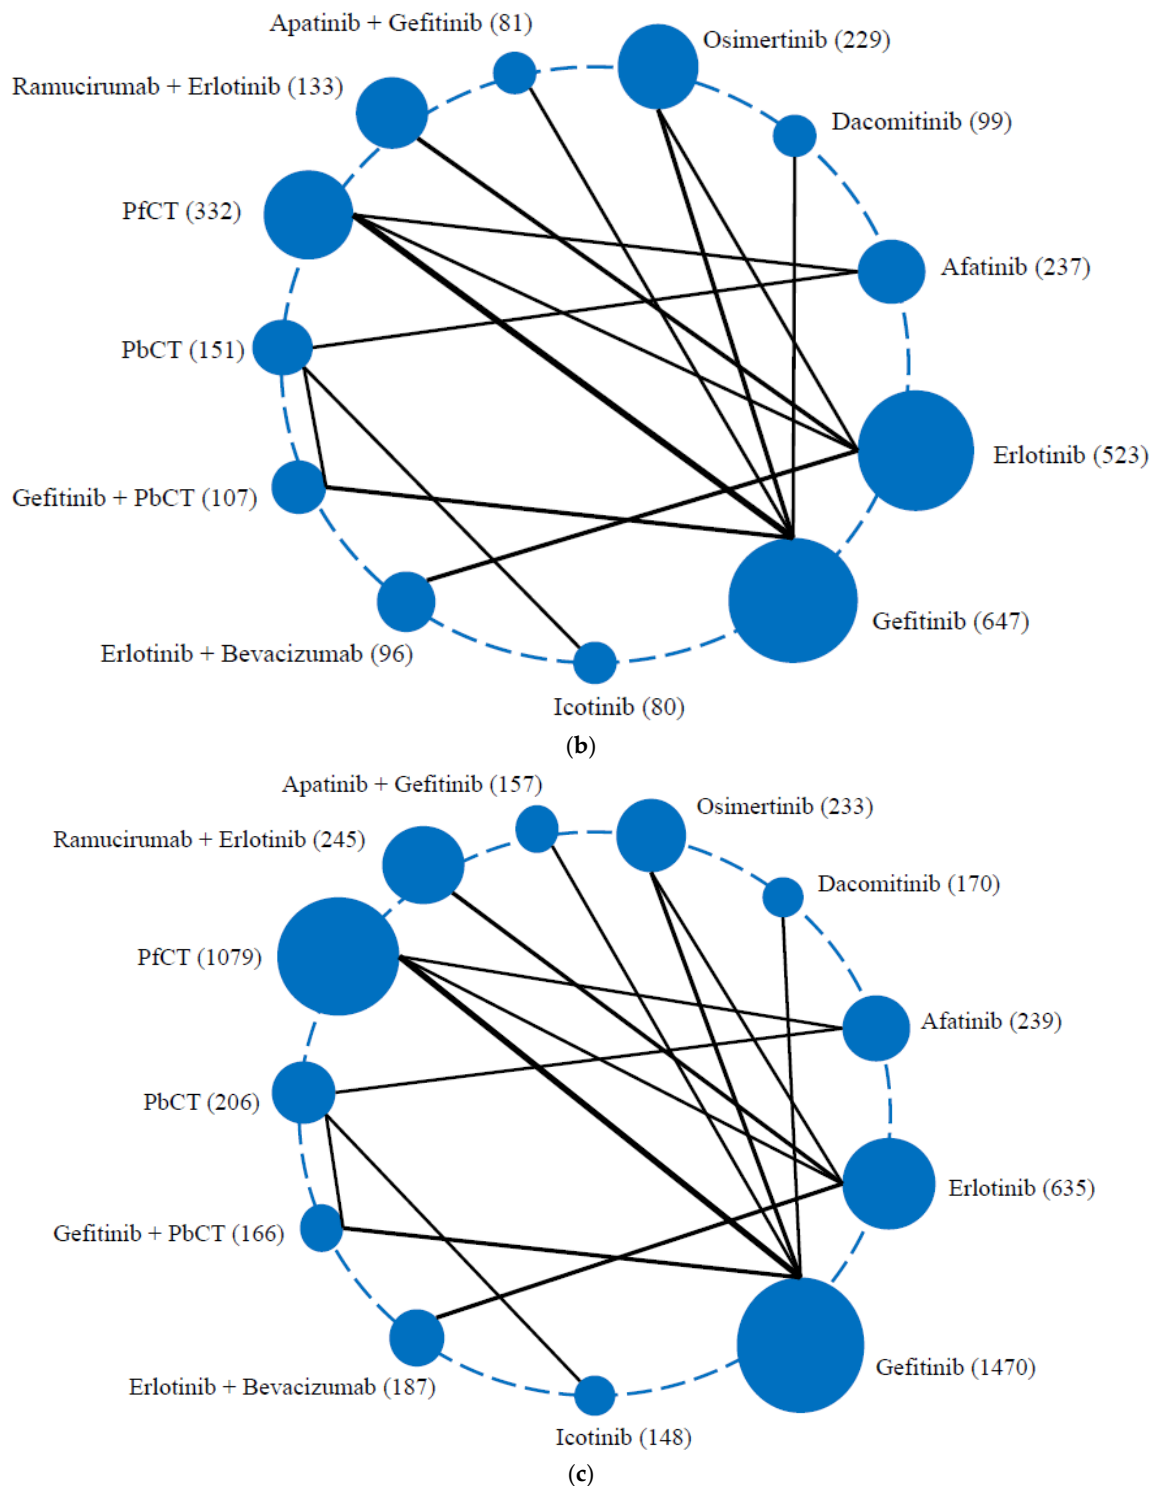 Apatinib + Gefitinib (81)
Osimertinib (229)
Ramucirumab + Erlotinib (133)
Dacomitinib (99)
PfCT (332)
Afatinib (237)
PbCT (151)
Erlotinib (523)
Gefitinib + PbCT (107)
Gefitinib (647)
Erlotinib + Bevacizumab (96)
Icotinib (80)
(b)
Apatinib + Gefitinib (157)
Osimertinib (233)
Ramucirumab + Erlotinib (245)
Dacomitinib (170)
PfCT (1079)
Afatinib (239)
PbCT (206)
Erlotinib (635)
Gefitinib + PbCT (166)
Gefitinib (1470)
Erlotinib + Bevacizumab (187)
Icotinib (148)
(c)